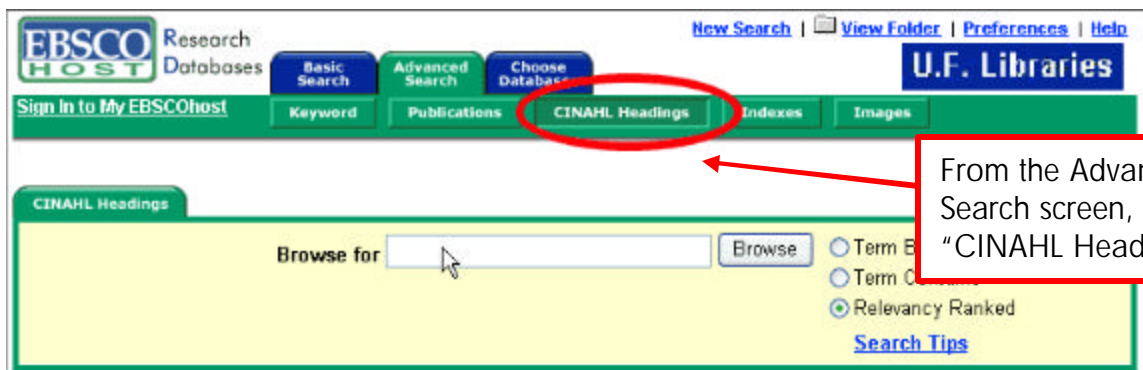 New Search | View Folder | Preferences | Help
EBSCO Research
HOST Databases
Basic Search
Advanced Search
Choose
U.F. Libraries
Sign In to My EBSCOhost
Keyword
Publications
CINAHL Headings
Indexes
Images
From the Advan
Search screen,
"CINAHL Head
CINAHL Headings
Browse for
Browse
Term B
Term C
Relevancy Ranked
Search Tips